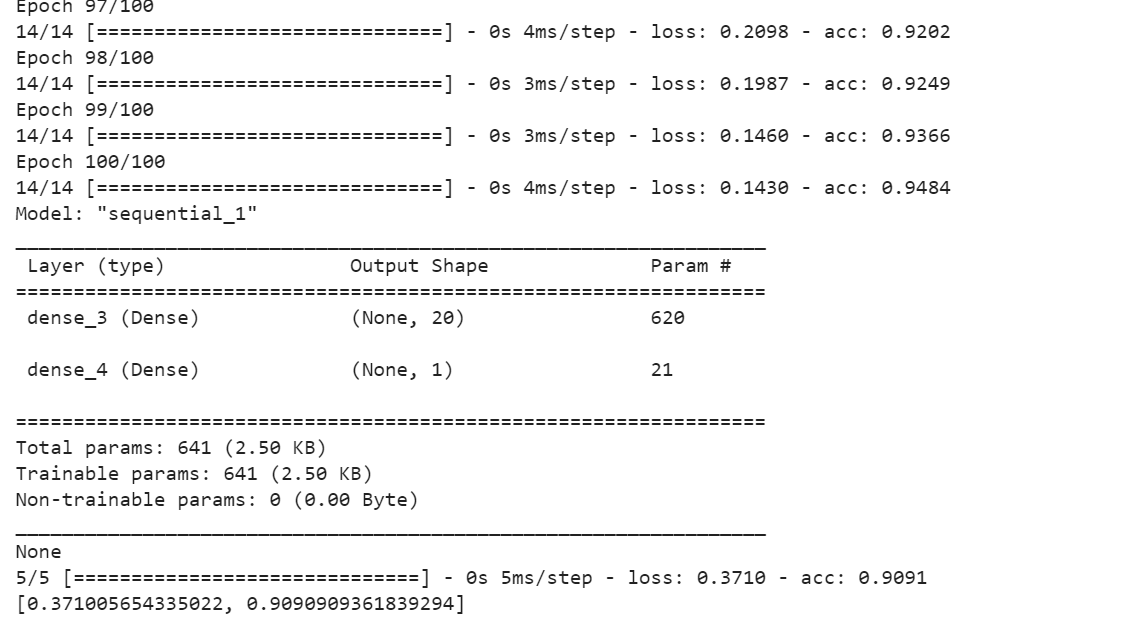 Epoch 97/100
14/14 [==============================] - 0s 4ms/step - loss: 0.2098 - acc: 0.9202
Epoch 98/100
14/14 [==============================] - 0s 3ms/step - loss: 0.1987 - acc: 0.9249
Epoch 99/100
14/14 [==============================] - 0s 3ms/step - loss: 0.1460 - acc: 0.9366
Epoch 100/100
14/14 [==============================] - 0s 4ms/step - loss: 0.1430 - acc: 0.9484
Model: "sequential_1"
_________________________________________________________________
Layer (type) Output Shape Param #
=================================================================
dense_3 (Dense) (None, 20) 620
dense_4 (Dense) (None, 1) 21
=================================================================
Total params: 641 (2.50 KB)
Trainable params: 641 (2.50 KB)
Non-trainable params: 0 (0.00 Byte)
_________________________________________________________________
None
5/5 [==============================] - 0s 5ms/step - loss: 0.3710 - acc: 0.9091
[0.371005654335022, 0.9090909361839294]